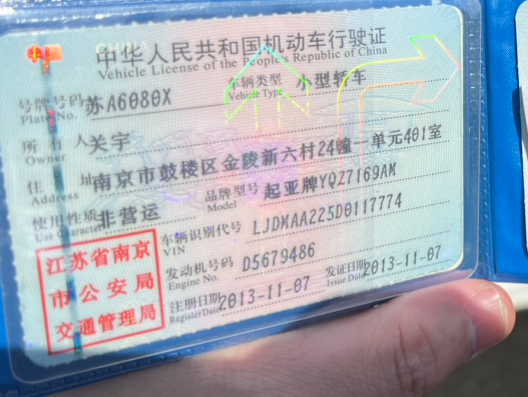 中华人民共和国机动车行驶证
Vehicle License of the People's Republic of China
号牌号码 苏A6080X 车辆类型 小型轿车
Plate No. Vehicle Type
所有人 关宇
Owner
住址 南京市鼓楼区金陵新六村24幢一单元401室
Address
使用性质 非营运 品牌型号 起亚牌YQZ7169AM
Use Character Model
车辆识别代号 LJDMAA225D0117774
VIN
发动机号码 D5679486
Engine No.
注册日期 2013-11-07 发证日期 2013-11-07
Register Date Issue Date
江苏省南京
市公安局
交通管理局